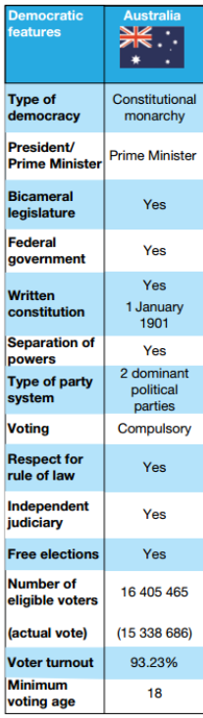 Democratic features Australia
Type of democracy Constitutional monarchy
President/ Prime Minister Prime Minister
Bicameral legislature Yes
Federal government Yes
Written constitution Yes 1 January 1901
Separation of powers Yes
Type of party system 2 dominant political parties
Voting Compulsory
Respect for rule of law Yes
Independent judiciary Yes
Free elections Yes
Number of eligible voters 16 405 465
(actual vote) (15 338 686)
Voter turnout 93.23%
Minimum voting age 18